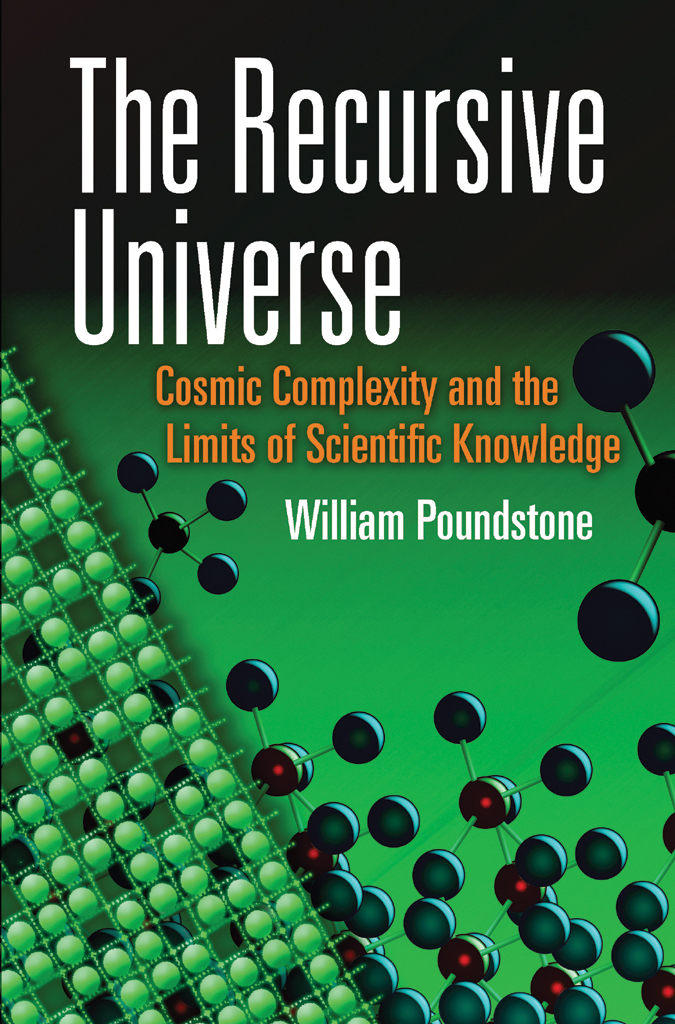 The Recursive
Universe
Cosmic Complexity and the
Limits of Scientific Knowledge
William Poundstone